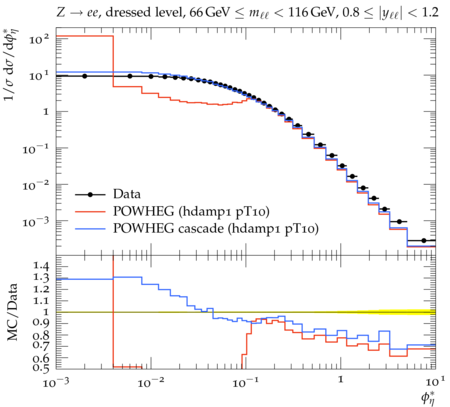 Z → ee, dressed level, 66 GeV ≤ mℓℓ < 116 GeV, 0.8 ≤ |yℓℓ| < 1.2
1/σ dσ/dϕ*η
10²
10¹
1
10⁻¹
10⁻²
10⁻³
Data
POWHEG (hdamp1 pT10)
POWHEG cascade (hdamp1 pT10)
MC/Data
1.4
1.3
1.2
1.1
1
0.9
0.8
0.7
0.6
0.5
10⁻³ 10⁻² 10⁻¹ 1 10¹
ϕ*η